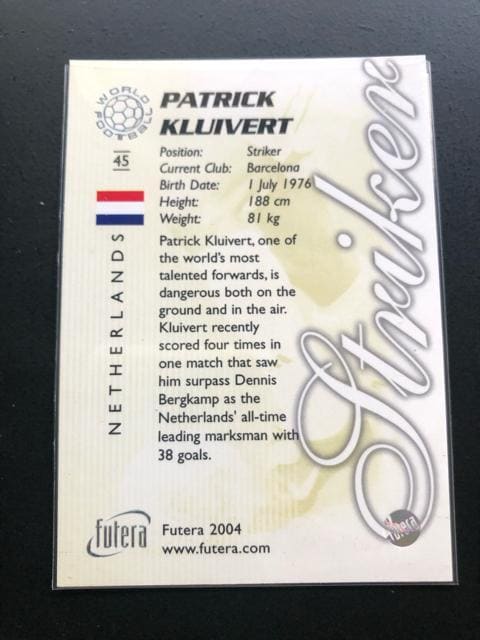 WORLD FOOTBALL
PATRICK
KLUIVERT
45
Position: Striker
Current Club: Barcelona
Birth Date: 1 July 1976
Height: 188 cm
Weight: 81 kg
NETHERLANDS
Patrick Kluivert, one of
the world's most
talented forwards, is
dangerous both on the
ground and in the air.
Kluivert recently
scored four times in
one match that saw
him surpass Dennis
Bergkamp as the
Netherlands' all-time
leading marksman with
38 goals.
Striker
futera
Futera 2004
www.futera.com
futera